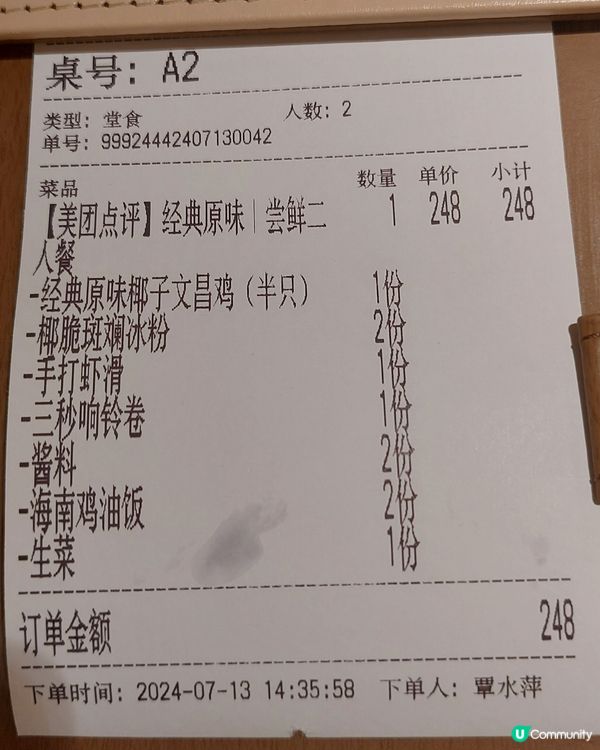 桌号: A2
类型: 堂食 人数: 2
单号: 99924442407130042
菜品 数量 单价 小计
【美团点评】经典原味｜尝鲜二 1 248 248
人餐
-经典原味椰子文昌鸡（半只） 1份
-椰脆斑斓冰粉 2份
-手打虾滑 1份
-三秒响铃卷 1份
-酱料 2份
-海南鸡油饭 2份
-生菜 1份
订单金额 248
下单时间: 2024-07-13 14:35:58 下单人: 覃水萍
U Community